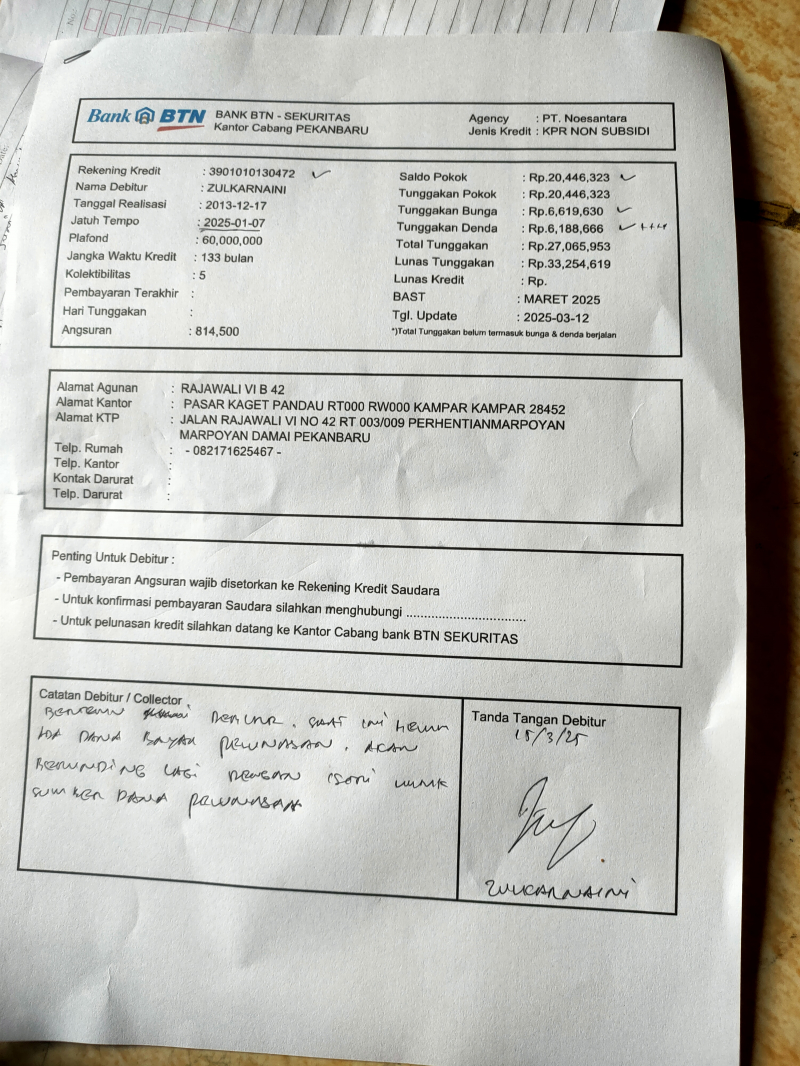 Bank BTN
BANK BTN - SEKURITAS
Kantor Cabang PEKANBARU
Agency : PT. Noesantara
Jenis Kredit : KPR NON SUBSIDI
Rekening Kredit : 3901010130472
Nama Debitur : ZULKARNAINI
Tanggal Realisasi : 2013-12-17
Jatuh Tempo : 2025-01-07
Plafond : 60,000,000
Jangka Waktu Kredit : 133 bulan
Kolektibilitas : 5
Pembayaran Terakhir :
Hari Tunggakan :
Angsuran : 814,500
Saldo Pokok : Rp.20,446,323
Tunggakan Pokok : Rp.20,446,323
Tunggakan Bunga : Rp.6,619,630
Tunggakan Denda : Rp.6,188,666
Total Tunggakan : Rp.27,065,953
Lunas Tunggakan : Rp.33,254,619
Lunas Kredit : Rp.
BAST : MARET 2025
Tgl. Update : 2025-03-12
*)Total Tunggakan belum termasuk bunga & denda berjalan
Alamat Agunan : RAJAWALI VI B 42
Alamat Kantor : PASAR KAGET PANDAU RT000 RW000 KAMPAR KAMPAR 28452
Alamat KTP : JALAN RAJAWALI VI NO 42 RT 003/009 PERHENTIANMARPOYAN
MARPOYAN DAMAI PEKANBARU
Telp. Rumah : - 082171625467 -
Telp. Kantor :
Kontak Darurat :
Telp. Darurat :
Penting Untuk Debitur :
- Pembayaran Angsuran wajib disetorkan ke Rekening Kredit Saudara
- Untuk konfirmasi pembayaran Saudara silahkan menghubungi ..............................
- Untuk pelunasan kredit silahkan datang ke Kantor Cabang bank BTN SEKURITAS
Catatan Debitur / Collector
BERTEMU DEBITUR. SAAT INI BELUM
ADA DANA BAYAR PELUNASAN. AKAN
BERUNDING LAGI DENGAN ISTRI UNTUK
SUMBER DANA PELUNASAN
Tanda Tangan Debitur
15/3/25
ZULKARNAINI